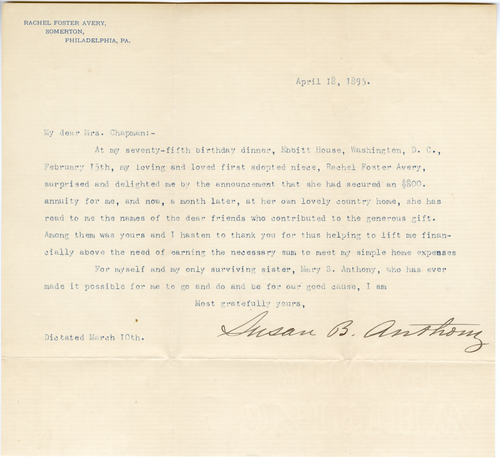 RACHEL FOSTER AVERY,
SOMERTON,
PHILADELPHIA, PA.
April 18, 1895.
My dear Mrs. Chapman:-
At my seventy-fifth birthday dinner, Ebbitt House, Washington, D. C.,
February 15th, my loving and loved first adopted niece, Rachel Foster Avery,
surprised and delighted me by the announcement that she had secured an $800.
annuity for me, and now, a month later, at her own lovely country home, she has
read to me the names of the dear friends who contributed to the generous gift.
Among them was yours and I hasten to thank you for thus helping to lift me finan-
cially above the need of earning the necessary sum to meet my simple home expenses
For myself and my only surviving sister, Mary S. Anthony, who has ever
made it possible for me to go and do and be for our good cause, I am
Most gratefully yours,
Susan B. Anthony
Dictated March 10th.